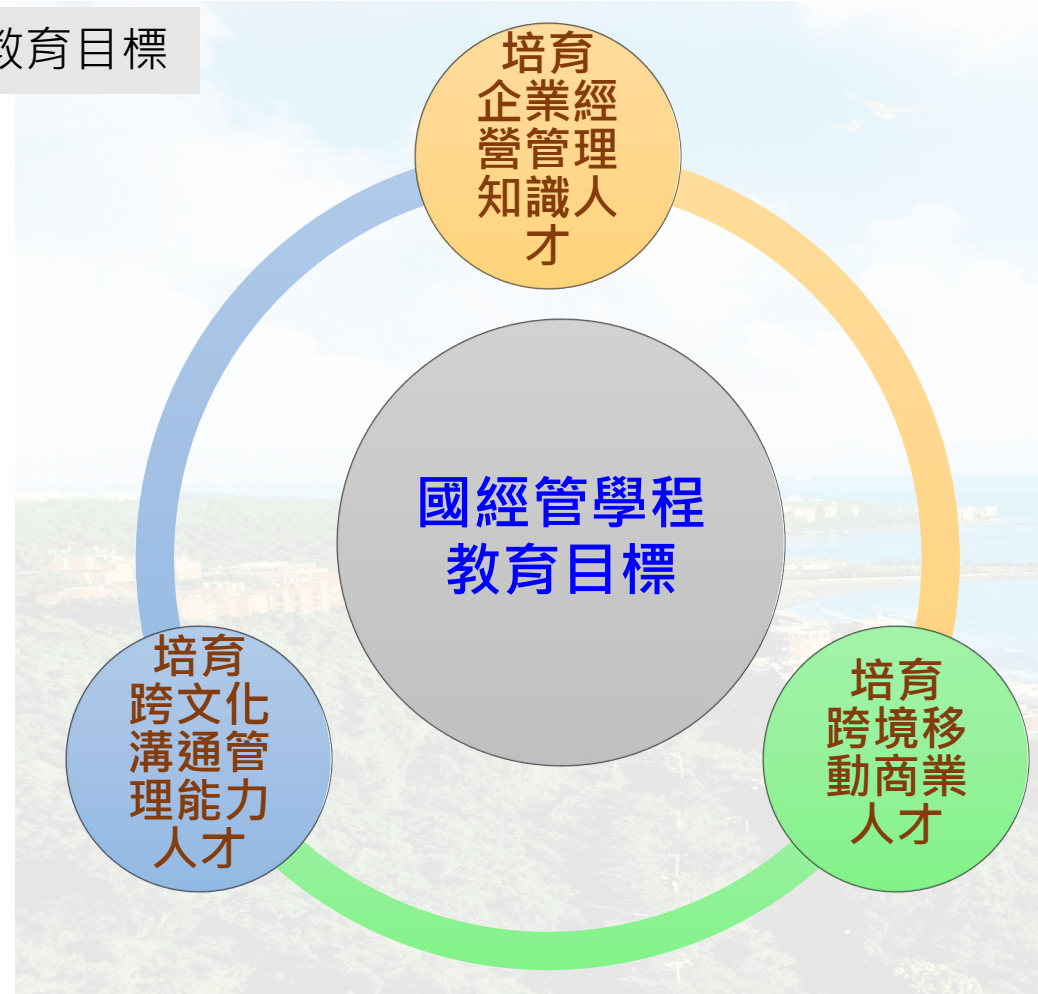 教育目標
培育
企業經
營管理
知識人
才
國經管學程
教育目標
培育
跨文化
溝通管
理能力
人才
培育
跨境移
動商業
人才